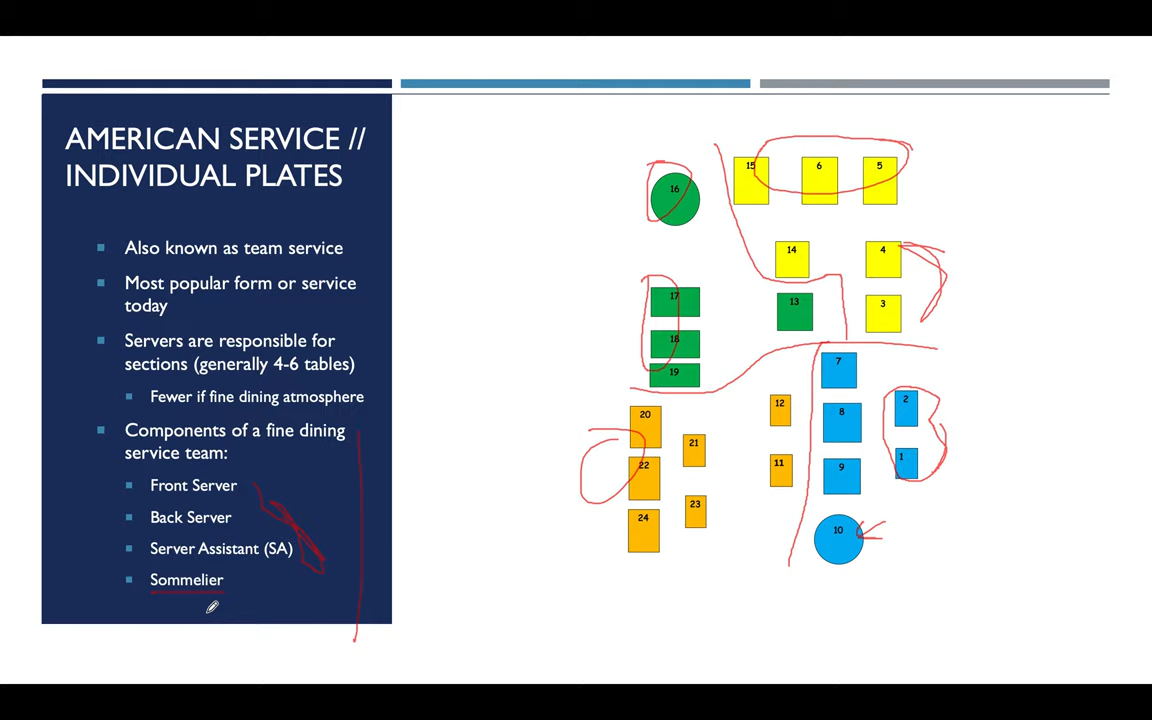 AMERICAN SERVICE //
INDIVIDUAL PLATES
Also known as team service
Most popular form or service
today
Servers are responsible for
sections (generally 4-6 tables)
Fewer if fine dining atmosphere
Components of a fine dining
service team:
Front Server
Back Server
Server Assistant (SA)
Sommelier
15 6 5
16
14 4
17 13 3
18
19 7
20 12 8 2
21
22 11 9 1
23
24 10